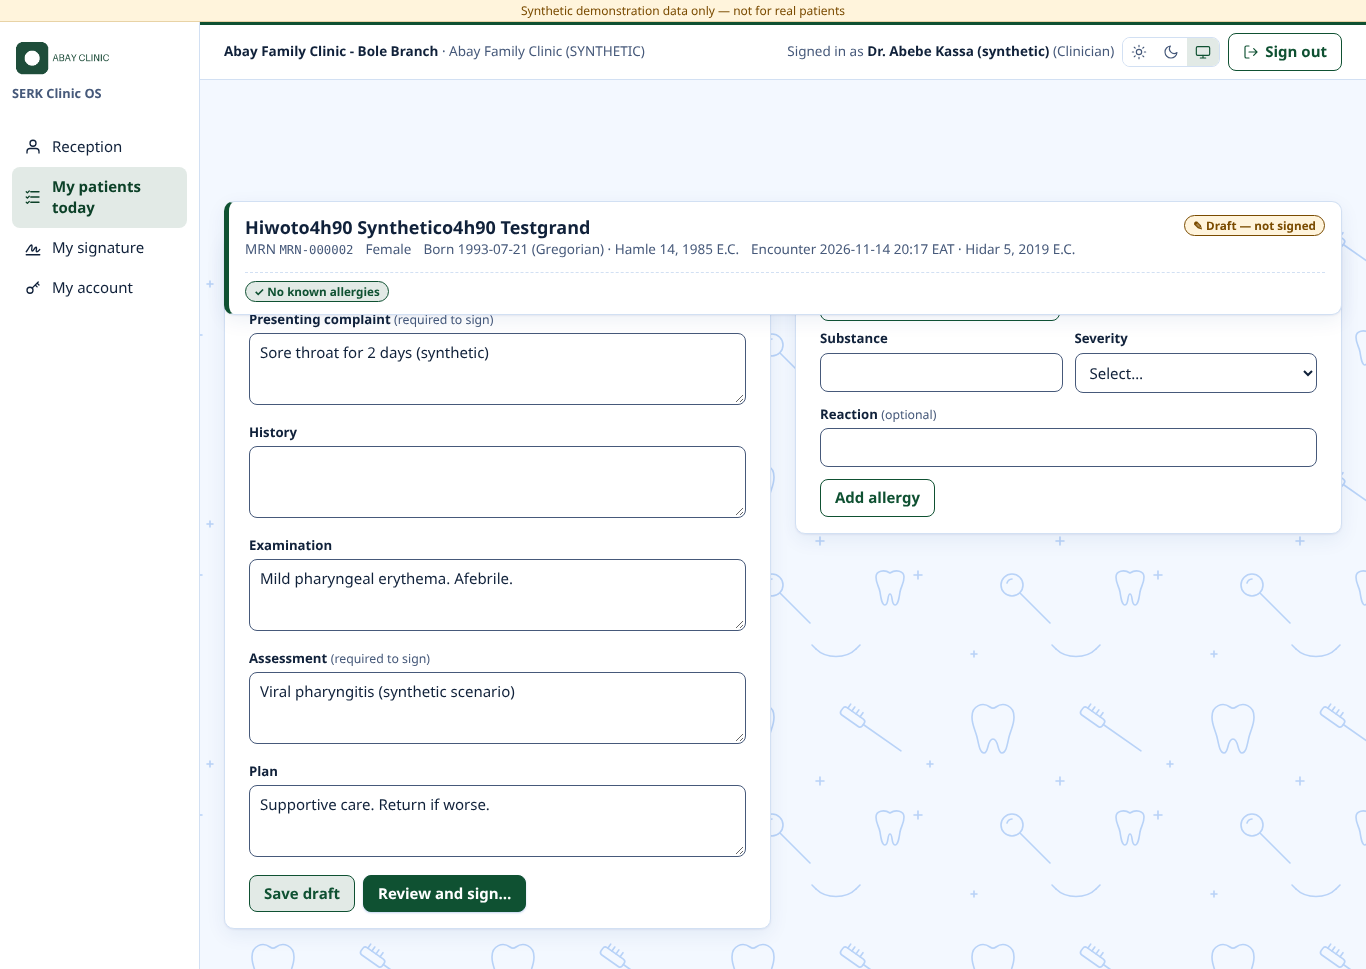 Synthetic demonstration data only — not for real patients
ABAY CLINIC
SERK Clinic OS
Reception
My patients
today
My signature
My account
Abay Family Clinic - Bole Branch · Abay Family Clinic (SYNTHETIC)
Signed in as Dr. Abebe Kassa (synthetic) (Clinician)
Sign out
Hiwoto4h90 Synthetico4h90 Testgrand
✎ Draft — not signed
MRN MRN-000002 Female Born 1993-07-21 (Gregorian) · Hamle 14, 1985 E.C. Encounter 2026-11-14 20:17 EAT · Hidar 5, 2019 E.C.
✓ No known allergies
Presenting complaint (required to sign)
Sore throat for 2 days (synthetic)
History
Examination
Mild pharyngeal erythema. Afebrile.
Assessment (required to sign)
Viral pharyngitis (synthetic scenario)
Plan
Supportive care. Return if worse.
Save draft
Review and sign...
Substance
Severity
Select...
Reaction (optional)
Add allergy